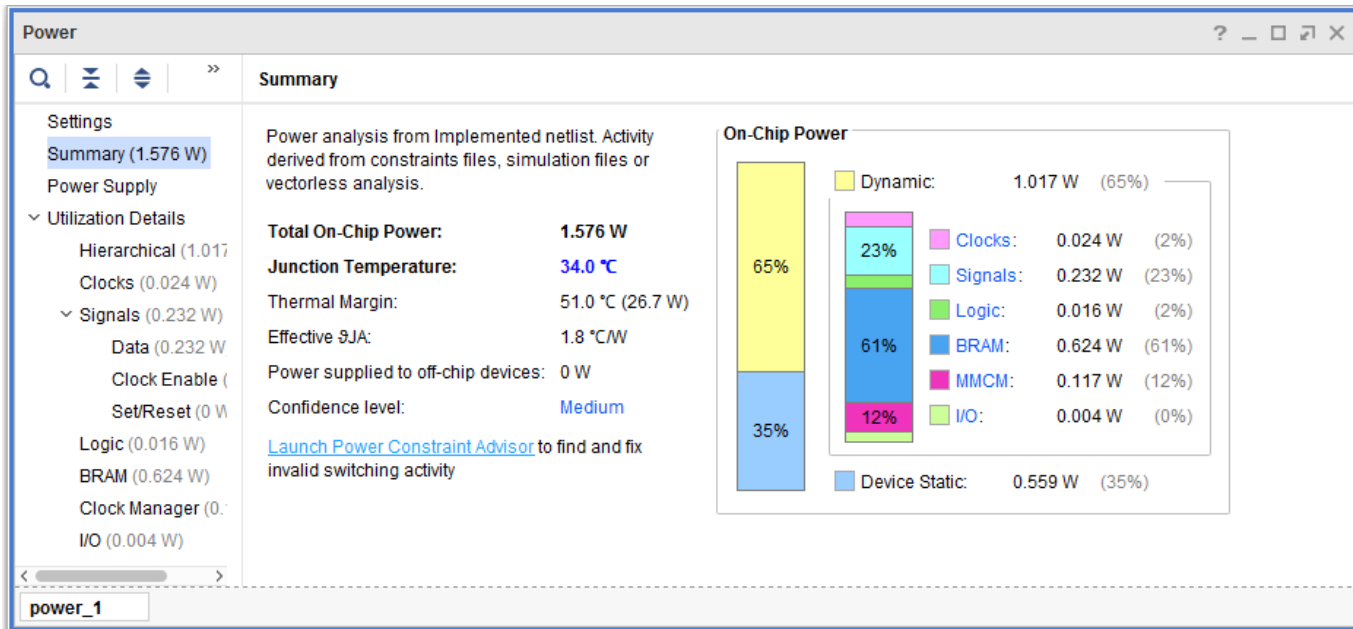 Power
?
»
Summary
Settings
Summary (1.576 W)
Power Supply
Utilization Details
Hierarchical (1.017
Clocks (0.024 W)
Signals (0.232 W)
Data (0.232 W
Clock Enable (
Set/Reset (0 W
Logic (0.016 W)
BRAM (0.624 W)
Clock Manager (0.
I/O (0.004 W)
Power analysis from Implemented netlist. Activity
derived from constraints files, simulation files or
vectorless analysis.
Total On-Chip Power: 1.576 W
Junction Temperature: 34.0 °C
Thermal Margin: 51.0 °C (26.7 W)
Effective ϑJA: 1.8 °C/W
Power supplied to off-chip devices: 0 W
Confidence level: Medium
Launch Power Constraint Advisor to find and fix
invalid switching activity
On-Chip Power
65%
35%
Dynamic: 1.017 W (65%)
23%
61%
12%
Clocks: 0.024 W (2%)
Signals: 0.232 W (23%)
Logic: 0.016 W (2%)
BRAM: 0.624 W (61%)
MMCM: 0.117 W (12%)
I/O: 0.004 W (0%)
Device Static: 0.559 W (35%)
power_1